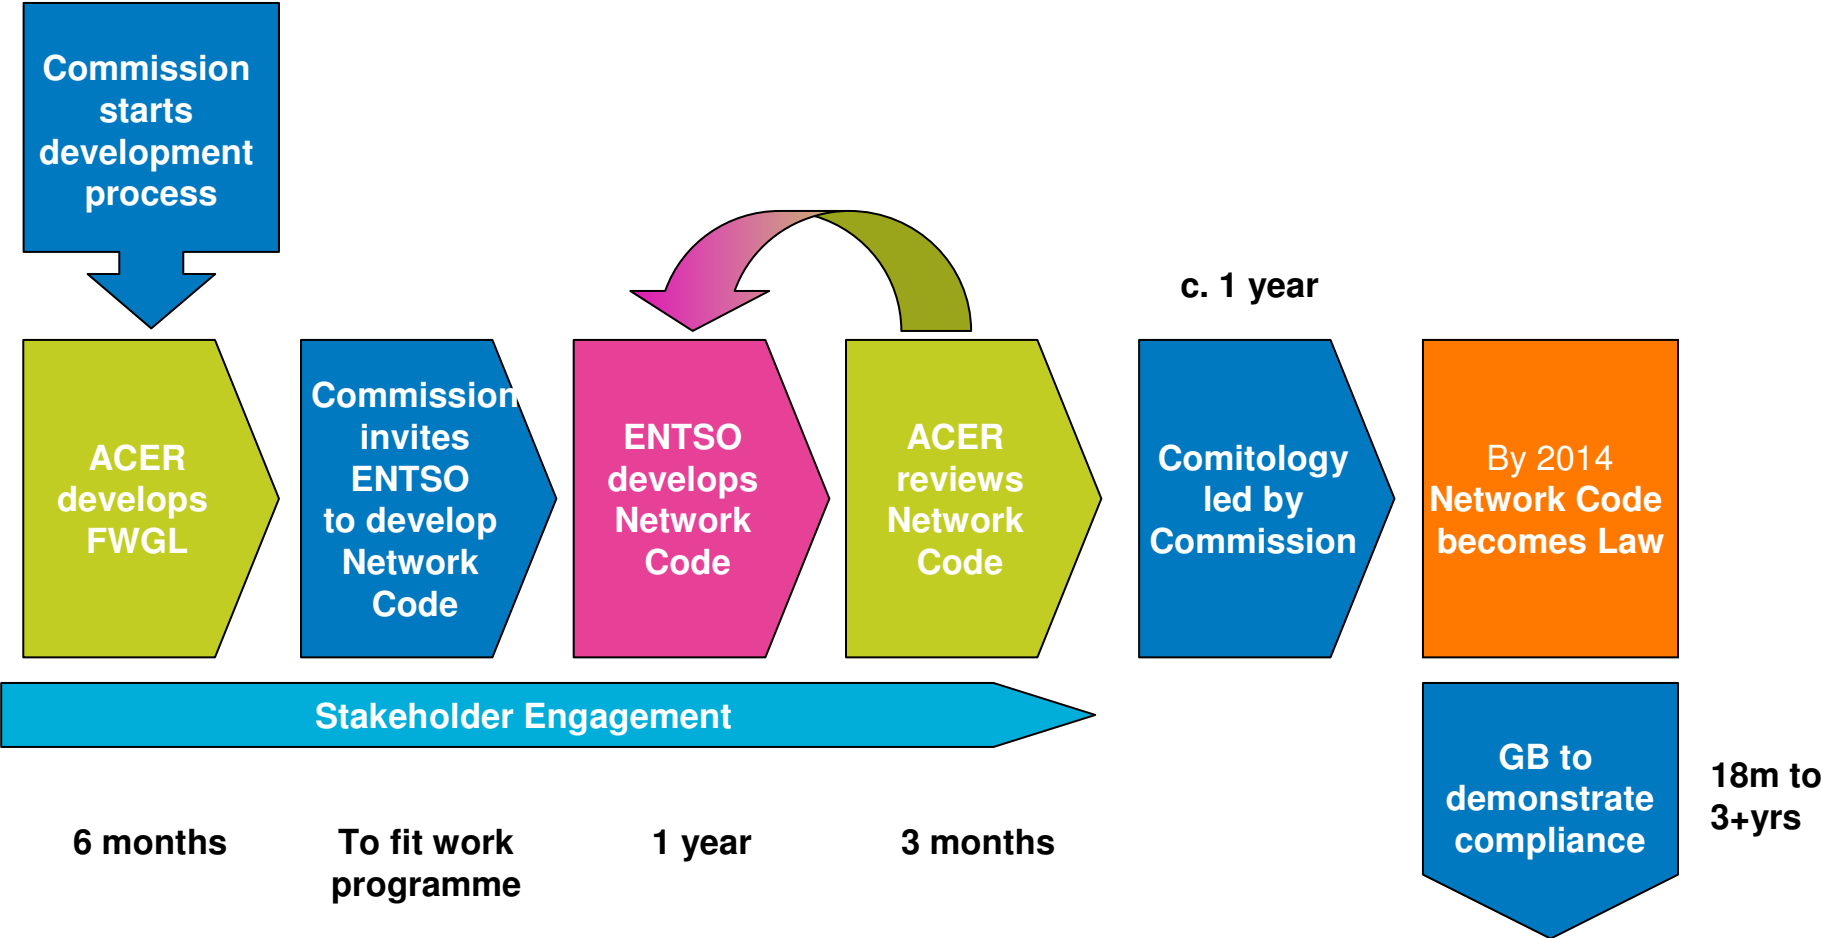 Commission
starts
development
process
c. 1 year
ACER
develops
FWGL
Commission
invites
ENTSO
to develop
Network
Code
ENTSO
develops
Network
Code
ACER
reviews
Network
Code
Comitology
led by
Commission
By 2014
Network Code
becomes Law
Stakeholder Engagement
GB to
demonstrate
compliance
18m to
3+yrs
6 months
To fit work
programme
1 year
3 months